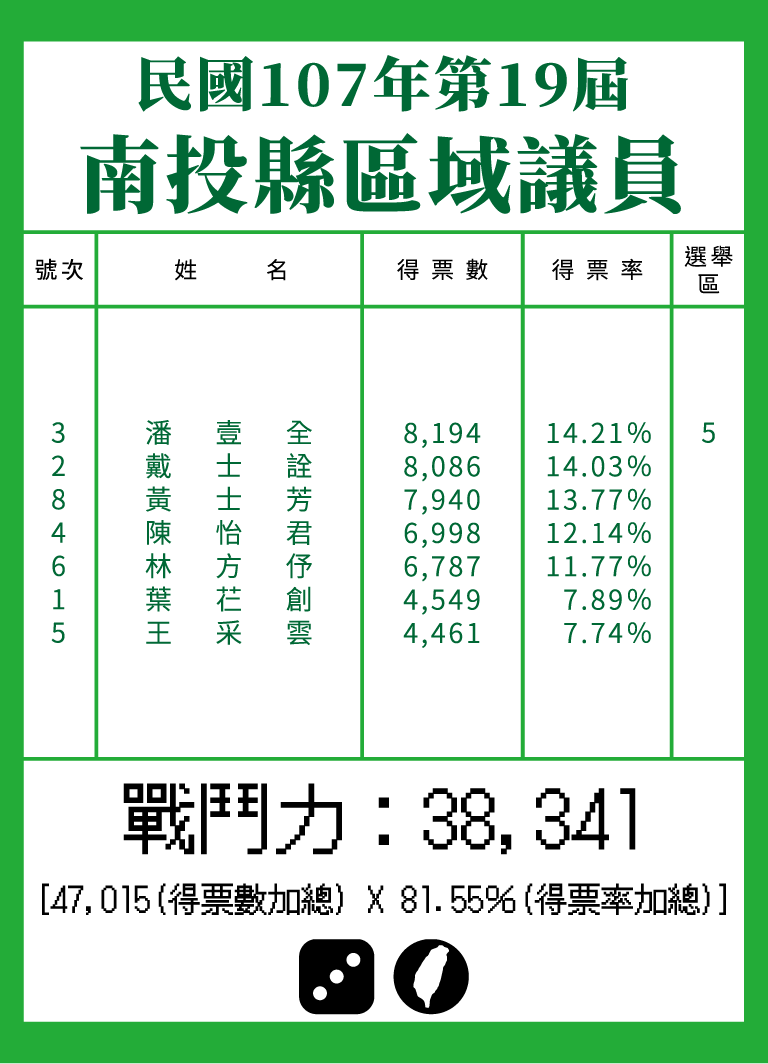 民國107年第19屆
南投縣區域議員
號次 姓名 得票數 得票率 選舉區
3 潘壹全 8,194 14.21% 5
2 戴士詮 8,086 14.03%
8 黃士芳 7,940 13.77%
4 陳怡君 6,998 12.14%
6 林方伃 6,787 11.77%
1 葉芢創 4,549 7.89%
5 王采雲 4,461 7.74%
戰鬥力：38,341
[47,015(得票數加總) X 81.55%(得票率加總)]